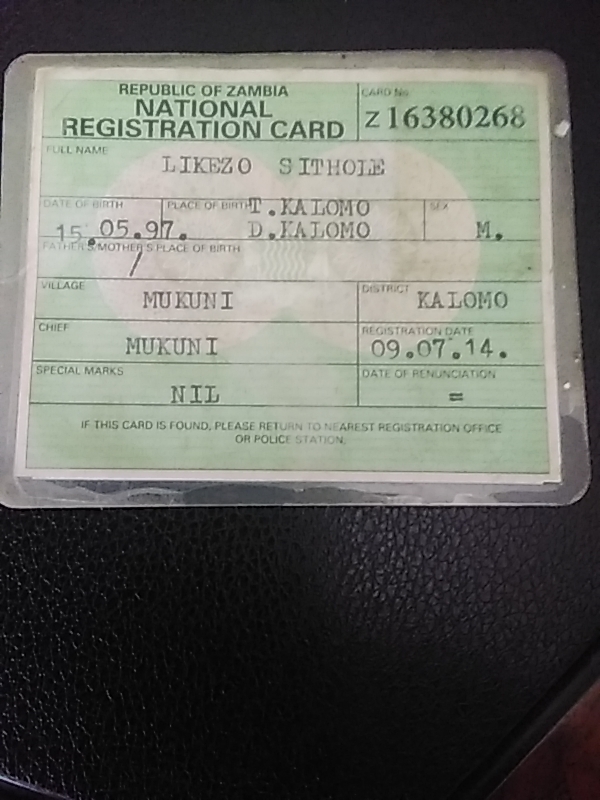 REPUBLIC OF ZAMBIA
NATIONAL
REGISTRATION CARD
CARD No.
Z 16380268
FULL NAME
LIKEZO SITHOLE
DATE OF BIRTH
15.05.97.
PLACE OF BIRTH
T.KALOMO
D.KALOMO
SEX
M.
FATHER'S/MOTHER'S PLACE OF BIRTH
/
VILLAGE
MUKUNI
DISTRICT
KALOMO
CHIEF
MUKUNI
REGISTRATION DATE
09.07.14.
SPECIAL MARKS
NIL
DATE OF RENUNCIATION
=
IF THIS CARD IS FOUND, PLEASE RETURN TO NEAREST REGISTRATION OFFICE
OR POLICE STATION.